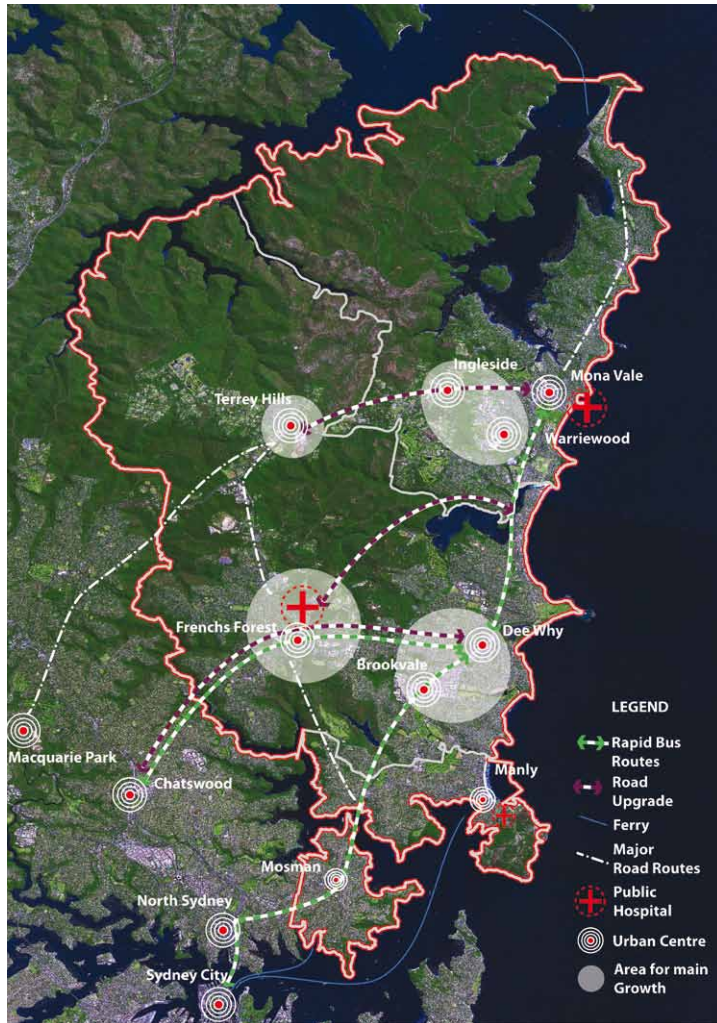 Ingleside
Mona Vale
Terrey Hills
Warriewood
Frenchs Forest
Dee Why
Brookvale
LEGEND
Rapid Bus
Routes
Road
Upgrade
Ferry
Major
Road Routes
Public
Hospital
Urban Centre
Area for main
Growth
Macquarie Park
Chatswood
Manly
Mosman
North Sydney
Sydney City